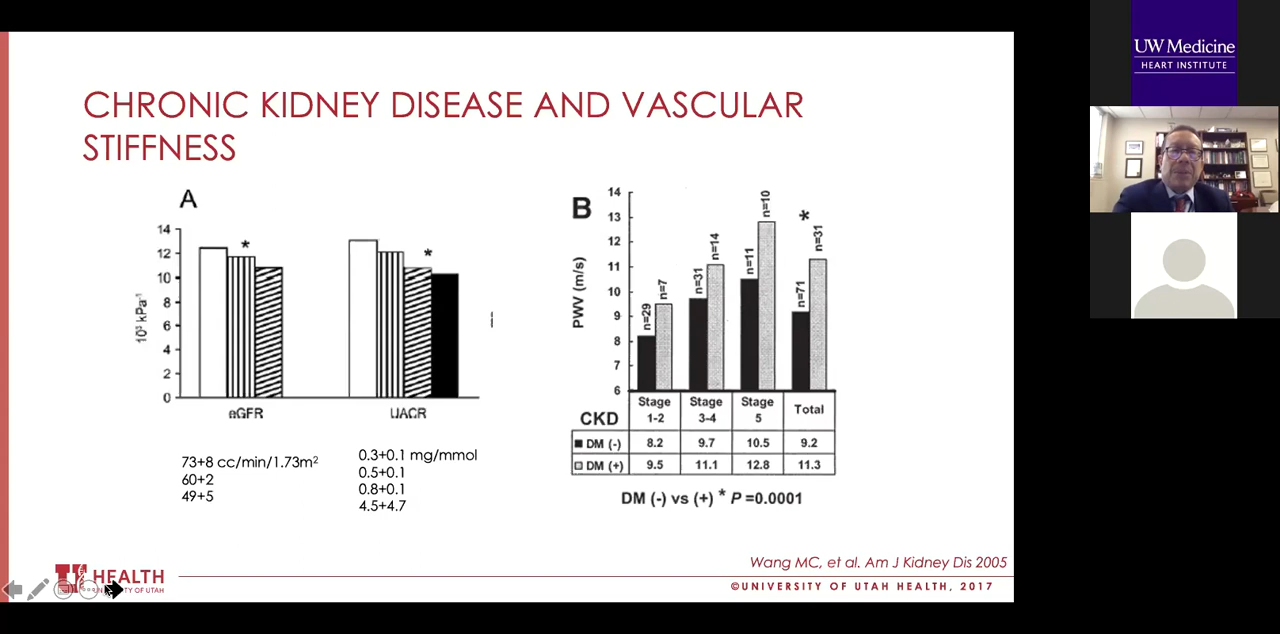 CHRONIC KIDNEY DISEASE AND VASCULAR
STIFFNESS
A
14
12
10
8
6
4
2
0
10³ kPa⁻¹
*
*
eGFR
UACR
73+8 cc/min/1.73m²
60+2
49+5
0.3+0.1 mg/mmol
0.5+0.1
0.8+0.1
4.5+4.7
B
14
13
12
11
10
9
8
7
6
PWV (m/s)
n=29
n=7
n=31
n=14
n=11
n=10
n=71
n=31
*
CKD
Stage 1-2
Stage 3-4
Stage 5
Total
DM (-) 8.2 9.7 10.5 9.2
DM (+) 9.5 11.1 12.8 11.3
DM (-) vs (+) * P =0.0001
Wang MC, et al. Am J Kidney Dis 2005
HEALTH
OF UTAH
©UNIVERSITY OF UTAH HEALTH, 2017
UW Medicine
HEART INSTITUTE